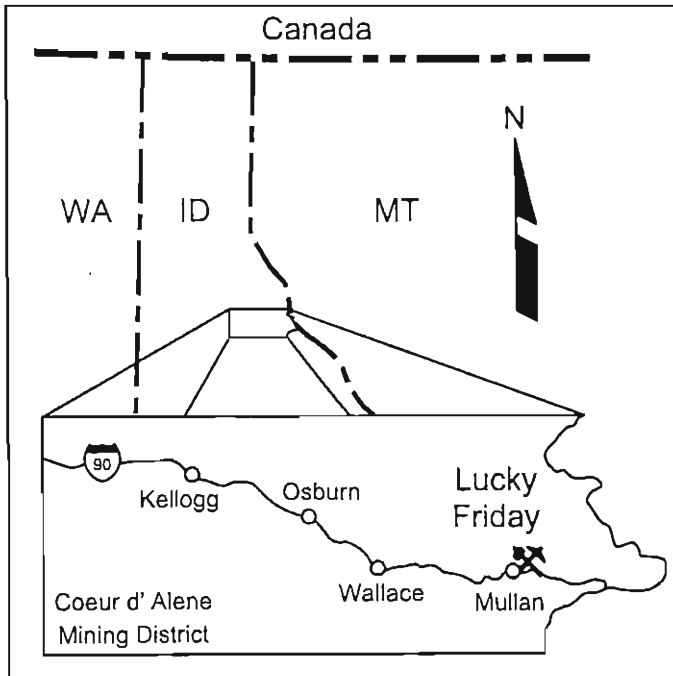 Canada
N
WA
ID
MT
90
Kellogg
Osburn
Lucky
Friday
Wallace
Mullan
Coeur d' Alene
Mining District